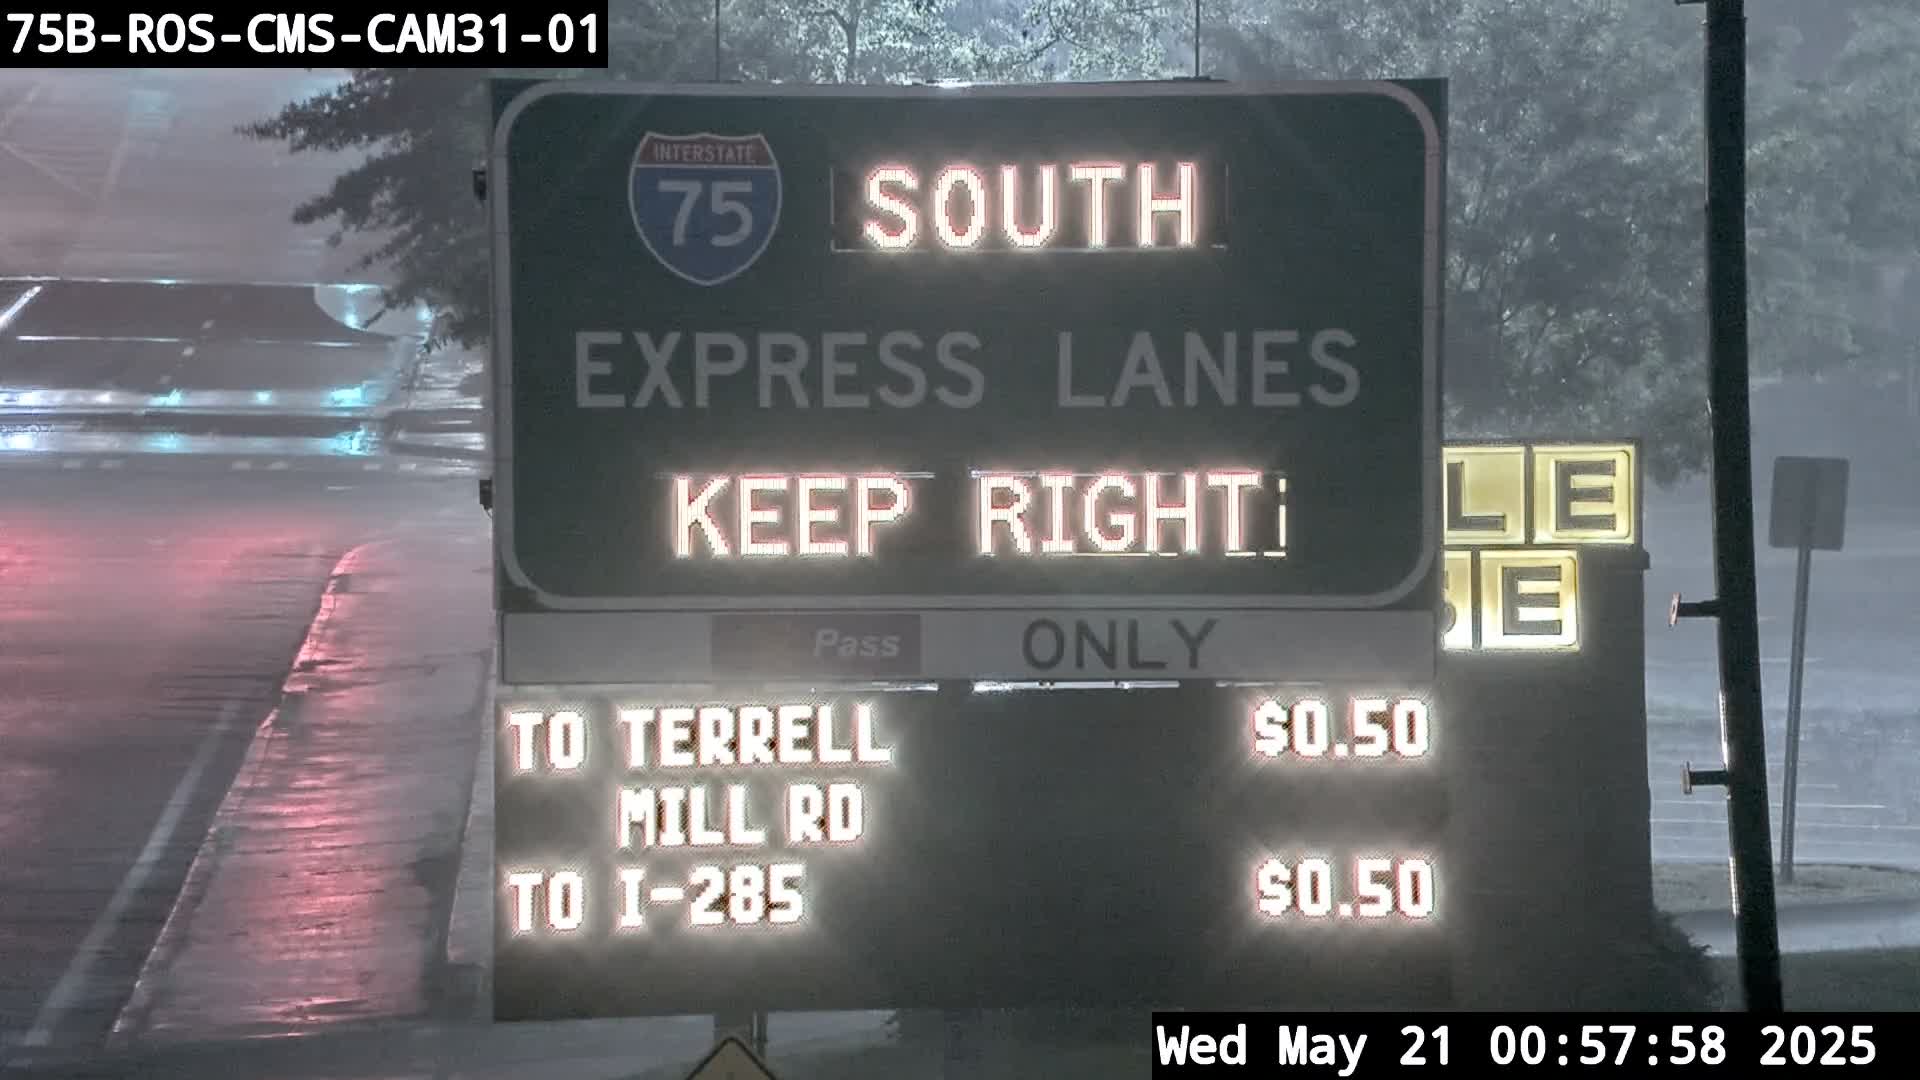 75B-ROS-CMS-CAM31-01
INTERSTATE
75
SOUTH
EXPRESS LANES
KEEP RIGHT
Pass ONLY
TO TERRELL $0.50
MILL RD
TO I-285 $0.50
LE
E
Wed May 21 00:57:58 2025